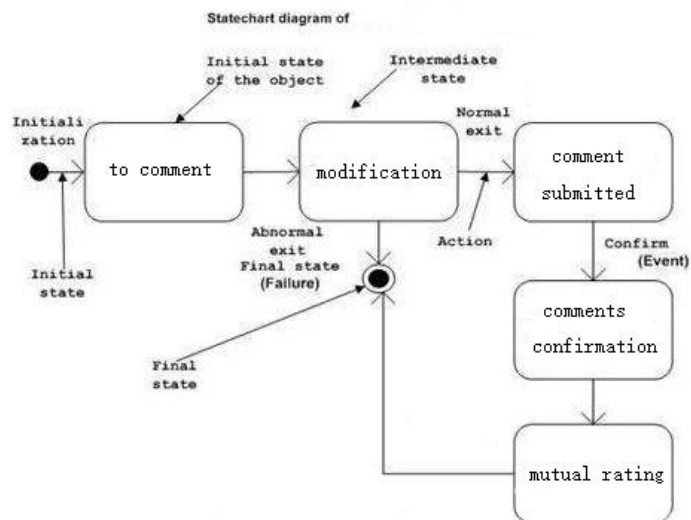 Statechart diagram of
Initial state
of the object
Intermediate
state
Initiali
zation
Normal
exit
to comment
modification
comment
submitted
Initial
state
Abnormal
exit
Final state
(Failure)
Action
Confirm
(Event)
comments
confirmation
Final
state
mutual rating